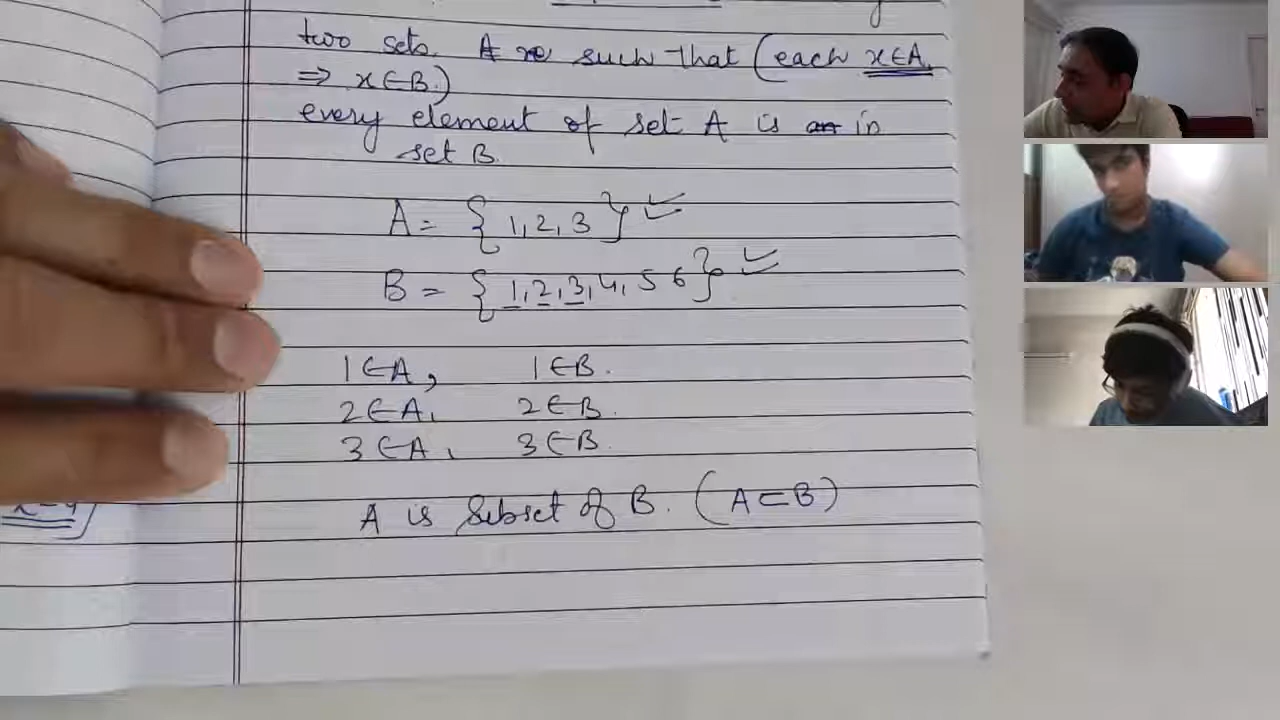 two sets A such that (each x∈A
⇒ x∈B.)
every element of set A is in
set B.
A = {1, 2, 3}
B = {1, 2, 3, 4, 5 6}
1∈A, 1∈B.
2∈A, 2∈B.
3∈A, 3∈B.
A is subset of B. (A⊂B)